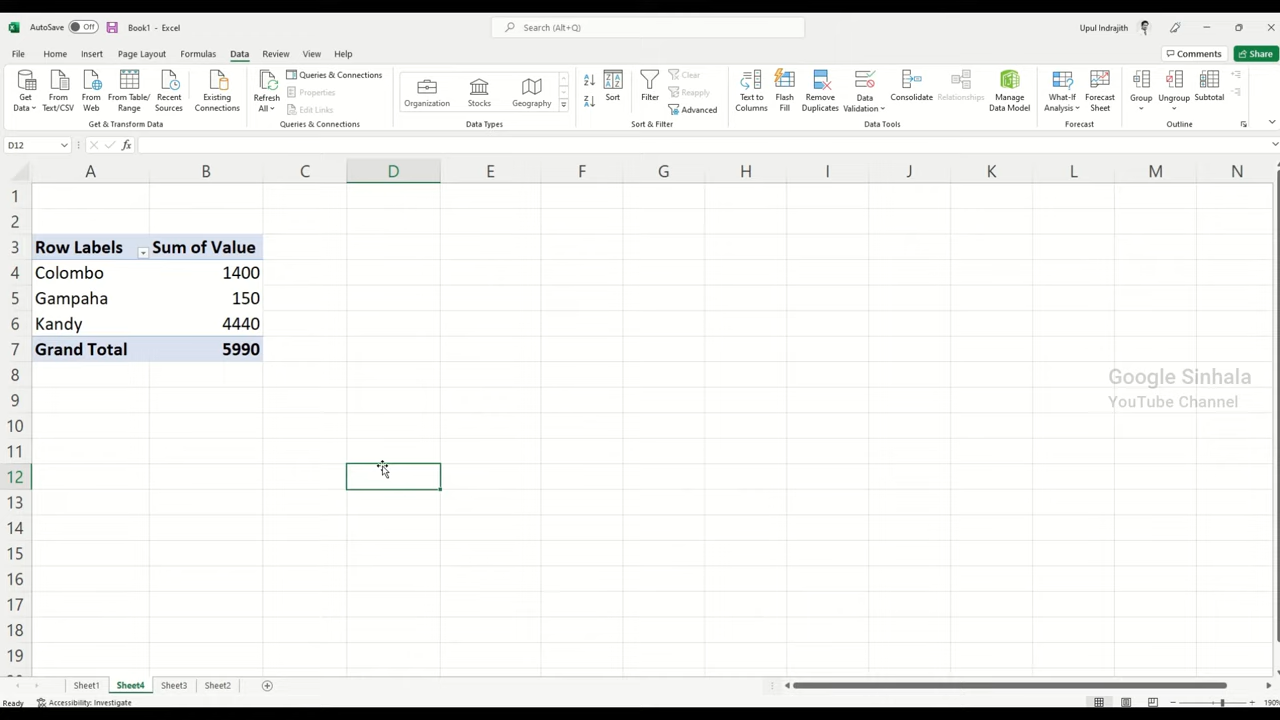 AutoSave Off Book1 - Excel Search (Alt+Q) Upul Indrajith
File Home Insert Page Layout Formulas Data Review View Help Comments Share
Get Data From Text/CSV From Web From Table/ Range Recent Sources Existing Connections
Get & Transform Data
Refresh All Queries & Connections Properties Edit Links
Queries & Connections
Organization Stocks Geography
Data Types
Sort Filter Clear Reapply Advanced
Sort & Filter
Text to Columns Flash Fill Remove Duplicates Data Validation Consolidate Relationships Manage Data Model
Data Tools
What-If Analysis Forecast Sheet
Forecast
Group Ungroup Subtotal
Outline
D12 fx
A B C D E F G H I J K L M N
1
2
3 Row Labels Sum of Value
4 Colombo 1400
5 Gampaha 150
6 Kandy 4440
7 Grand Total 5990
8
9
10
11
12
13
14
15
16
17
18
19
Google Sinhala
YouTube Channel
Sheet1 Sheet4 Sheet3 Sheet2
Ready Accessibility: Investigate 190%